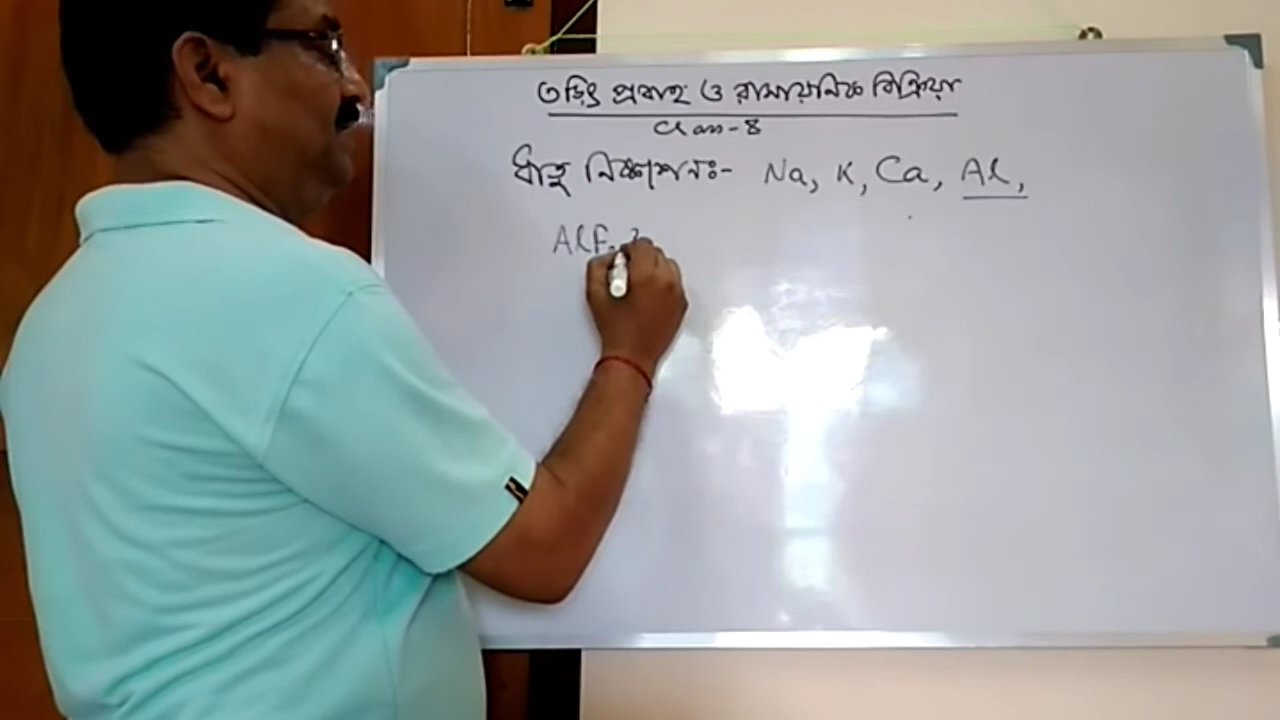 তড়িৎ প্রবাহ ও রাসায়নিক বিক্রিয়া
Class-8
ধাতু নিষ্কাশনঃ- Na, K, Ca, Al,
AlF